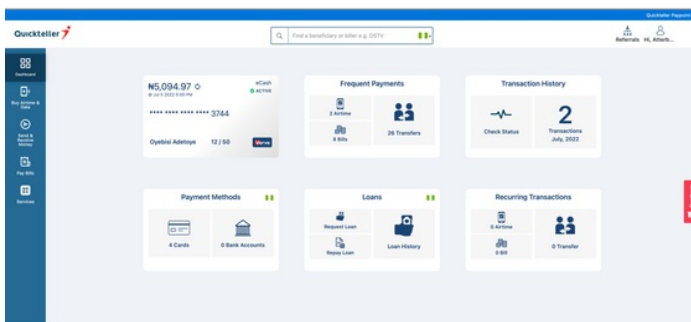 Quickteller Paypoint
Quickteller
Find a beneficiary or biller e.g. DSTV
Referrals
Hi, Atterb...
Dashboard
Buy Airtime &
Data
Send &
Receive
Money
Pay Bills
Services
₦5,094.97
eCash
ACTIVE
**** **** **** **** 3744
Oyebisi Adetoye 12 / 50
Verve
Frequent Payments
2 Airtime
8 Bills
26 Transfers
Transaction History
Check Status
2
Transactions
July, 2022
Payment Methods
4 Cards
0 Bank Accounts
Loans
Request Loan
Repay Loan
Loan History
Recurring Transactions
0 Airtime
0 Bill
0 Transfer